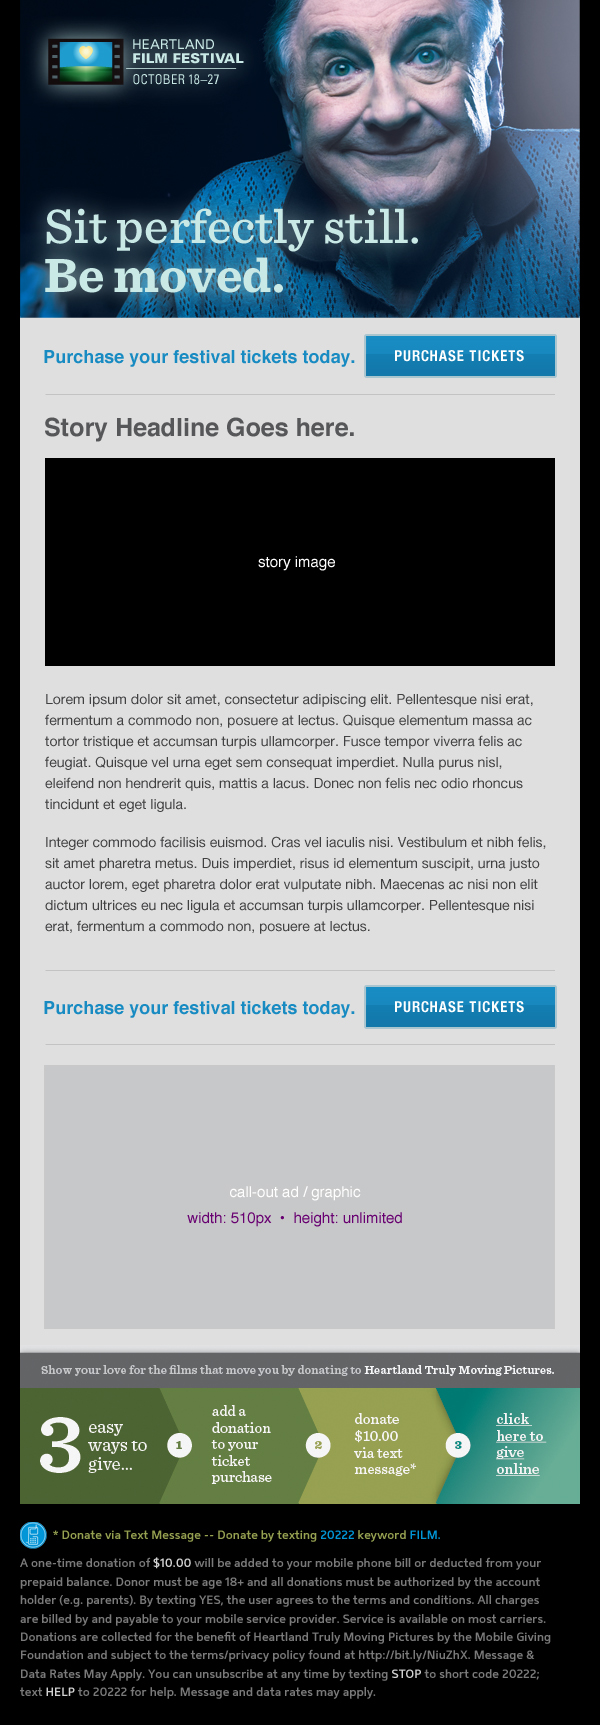 HEARTLAND
FILM FESTIVAL
OCTOBER 18–27
Sit perfectly still.
Be moved.
Purchase your festival tickets today.
PURCHASE TICKETS
Story Headline Goes here.
story image
Lorem ipsum dolor sit amet, consectetur adipiscing elit. Pellentesque nisi erat,
fermentum a commodo non, posuere at lectus. Quisque elementum massa ac
tortor tristique et accumsan turpis ullamcorper. Fusce tempor viverra felis ac
feugiat. Quisque vel urna eget sem consequat imperdiet. Nulla purus nisl,
eleifend non hendrerit quis, mattis a lacus. Donec non felis nec odio rhoncus
tincidunt et eget ligula.
Integer commodo facilisis euismod. Cras vel iaculis nisi. Vestibulum et nibh felis,
sit amet pharetra metus. Duis imperdiet, risus id elementum suscipit, urna justo
auctor lorem, eget pharetra dolor erat vulputate nibh. Maecenas ac nisi non elit
dictum ultrices eu nec ligula et accumsan turpis ullamcorper. Pellentesque nisi
erat, fermentum a commodo non, posuere at lectus.
Purchase your festival tickets today.
PURCHASE TICKETS
call-out ad / graphic
width: 510px • height: unlimited
Show your love for the films that move you by donating to Heartland Truly Moving Pictures.
3
easy
ways to
give...
1
add a
donation
to your
ticket
purchase
2
donate
$10.00
via text
message*
3
click
here to
give
online
* Donate via Text Message -- Donate by texting 20222 keyword FILM.
A one-time donation of $10.00 will be added to your mobile phone bill or deducted from your
prepaid balance. Donor must be age 18+ and all donations must be authorized by the account
holder (e.g. parents). By texting YES, the user agrees to the terms and conditions. All charges
are billed by and payable to your mobile service provider. Service is available on most carriers.
Donations are collected for the benefit of Heartland Truly Moving Pictures by the Mobile Giving
Foundation and subject to the terms/privacy policy found at http://bit.ly/NiuZhX. Message &
Data Rates May Apply. You can unsubscribe at any time by texting STOP to short code 20222;
text HELP to 20222 for help. Message and data rates may apply.